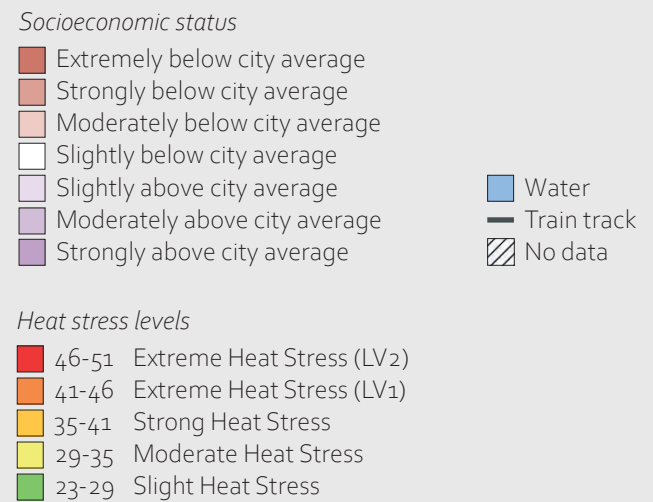 Socioeconomic status
Extremely below city average
Strongly below city average
Moderately below city average
Slightly below city average
Slightly above city average
Moderately above city average
Strongly above city average
Water
Train track
No data
Heat stress levels
46-51 Extreme Heat Stress (LV2)
41-46 Extreme Heat Stress (LV1)
35-41 Strong Heat Stress
29-35 Moderate Heat Stress
23-29 Slight Heat Stress